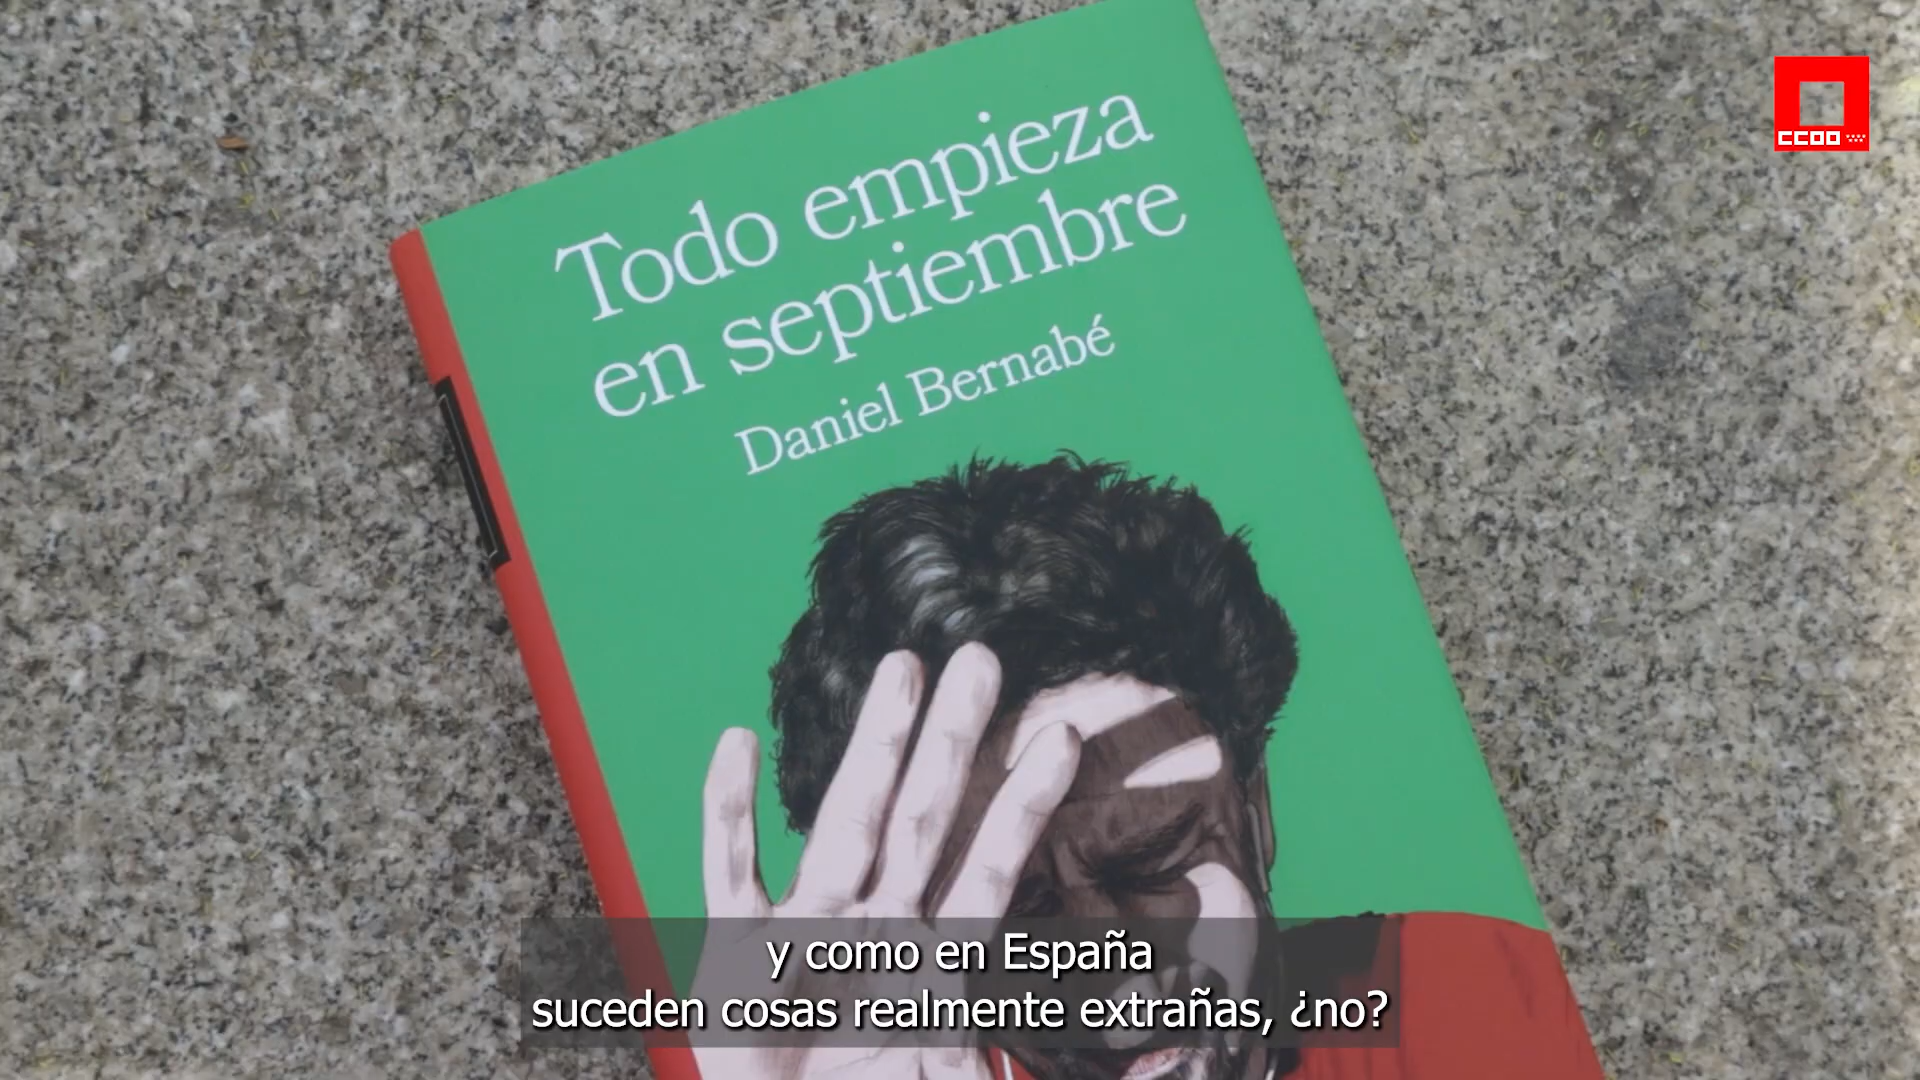 Todo empieza
en septiembre
Daniel Bernabé
CCOO
y como en España
suceden cosas realmente extrañas, ¿no?